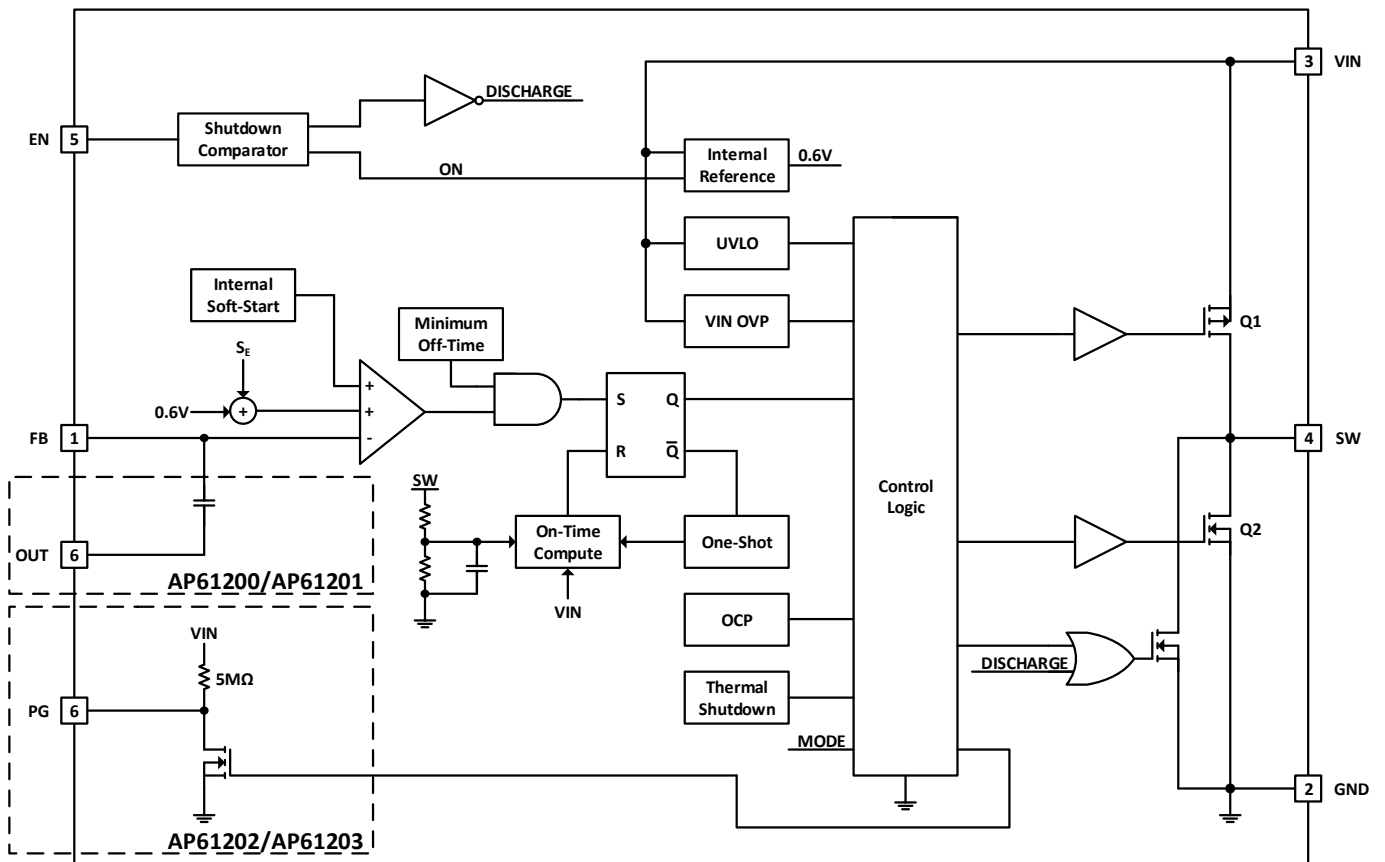 3
VIN
DISCHARGE
EN
5
Shutdown
Comparator
Internal
Reference
0.6V
ON
UVLO
Internal
Soft-Start
Minimum
Off-Time
VIN OVP
Q1
SE
+
+
0.6V
+
S
Q
FB
1
-
4
SW
R
Q
SW
Control
Logic
On-Time
Compute
One-Shot
Q2
OUT
6
AP61200/AP61201
VIN
VIN
OCP
5MΩ
DISCHARGE
PG
6
Thermal
Shutdown
MODE
2
GND
AP61202/AP61203